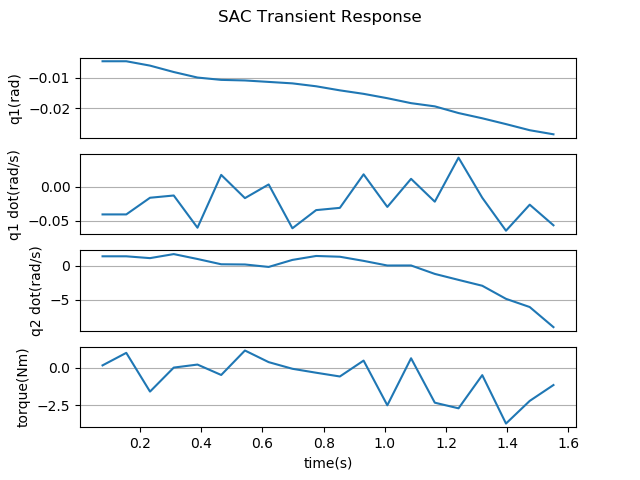 SAC Transient Response
q1(rad)
−0.01
−0.02
q1 dot(rad/s)
0.00
−0.05
q2 dot(rad/s)
0
−5
torque(Nm)
0.0
−2.5
0.2 0.4 0.6 0.8 1.0 1.2 1.4 1.6
time(s)